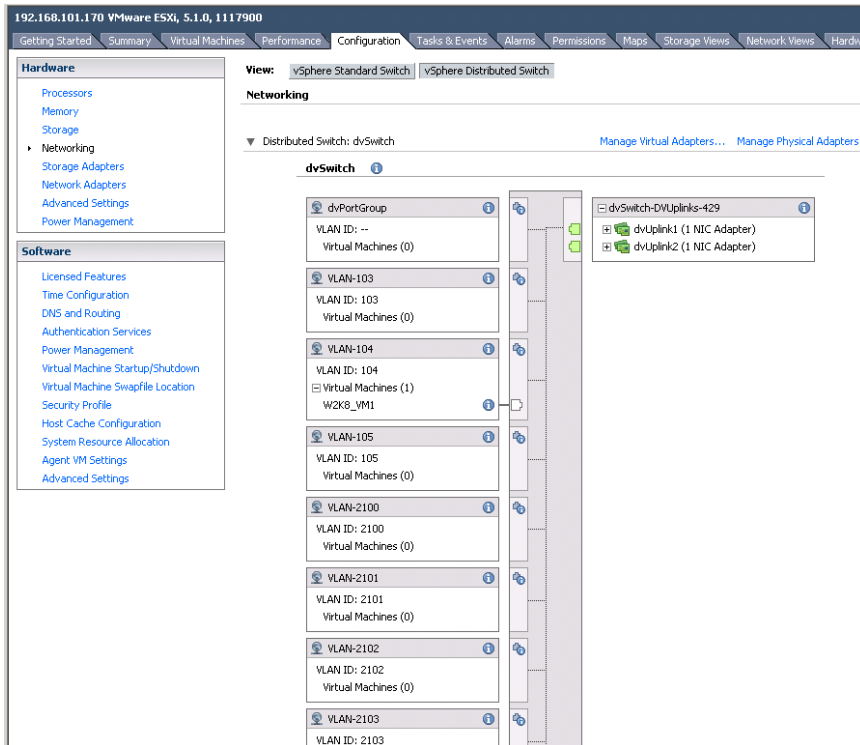 192.168.101.170 VMware ESXi, 5.1.0, 1117900
Getting Started Summary Virtual Machines Performance Configuration Tasks & Events Alarms Permissions Maps Storage Views Network Views
Hardware
Processors
Memory
Storage
Networking
Storage Adapters
Network Adapters
Advanced Settings
Power Management
Software
Licensed Features
Time Configuration
DNS and Routing
Authentication Services
Power Management
Virtual Machine Startup/Shutdown
Virtual Machine Swapfile Location
Security Profile
Host Cache Configuration
System Resource Allocation
Agent VM Settings
Advanced Settings
View: vSphere Standard Switch vSphere Distributed Switch
Networking
Distributed Switch: dvSwitch Manage Virtual Adapters... Manage Physical Adapters
dvSwitch
dvPortGroup
VLAN ID: --
Virtual Machines (0)
VLAN-103
VLAN ID: 103
Virtual Machines (0)
VLAN-104
VLAN ID: 104
Virtual Machines (1)
W2K8_VM1
VLAN-105
VLAN ID: 105
Virtual Machines (0)
VLAN-2100
VLAN ID: 2100
Virtual Machines (0)
VLAN-2101
VLAN ID: 2101
Virtual Machines (0)
VLAN-2102
VLAN ID: 2102
Virtual Machines (0)
VLAN-2103
VLAN ID: 2103
dvSwitch-DVUplinks-429
dvUplink1 (1 NIC Adapter)
dvUplink2 (1 NIC Adapter)